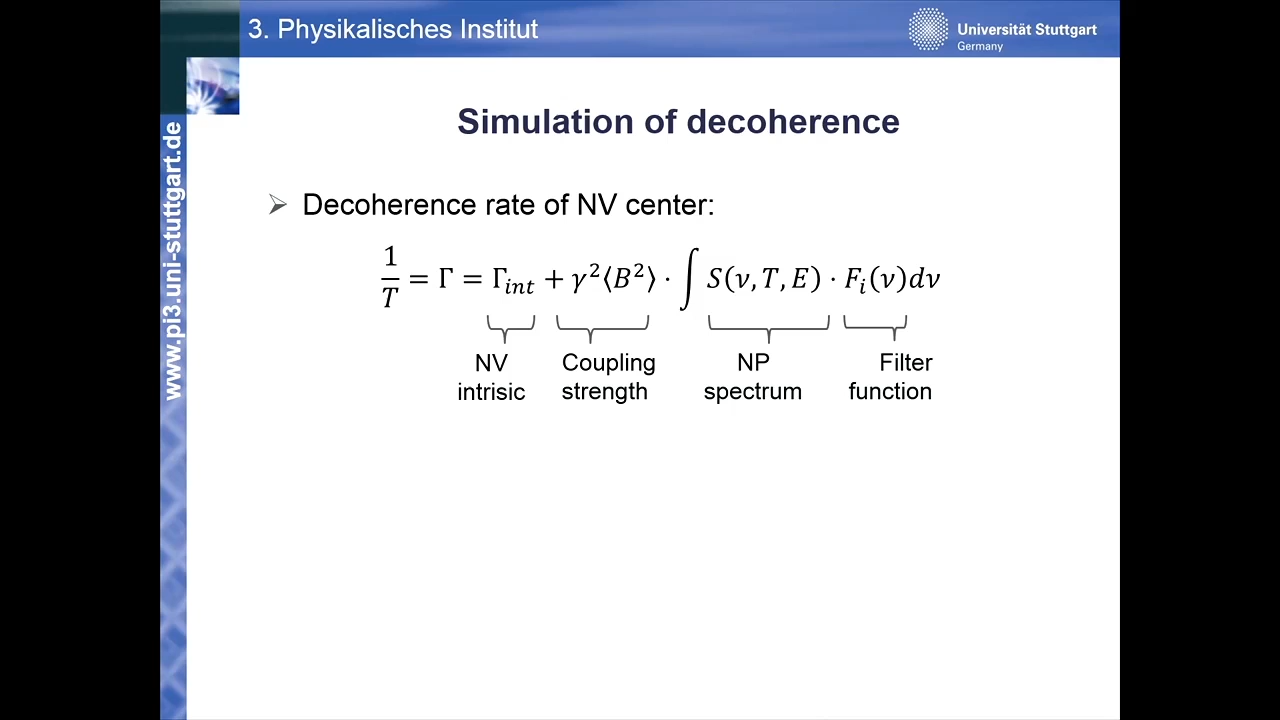 3. Physikalisches Institut
Universität Stuttgart
Germany
www.pi3.uni-stuttgart.de
Simulation of decoherence
➢ Decoherence rate of NV center:
1/T = Γ = Γ_int + γ²⟨B²⟩ · ∫ S(ν, T, E) · F_i(ν)dν
NV intrisic
Coupling strength
NP spectrum
Filter function